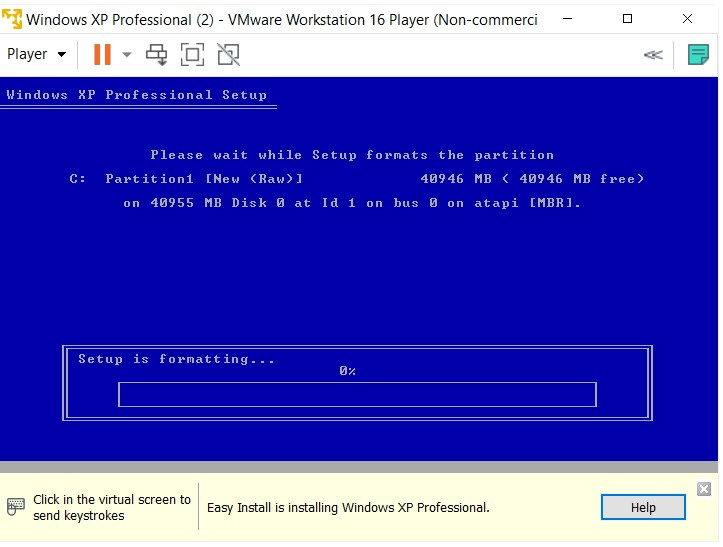 Windows XP Professional (2) - VMware Workstation 16 Player (Non-commerci
Player
Windows XP Professional Setup
Please wait while Setup formats the partition
C: Partition1 [New (Raw)] 40946 MB ( 40946 MB free)
on 40955 MB Disk 0 at Id 1 on bus 0 on atapi [MBR].
Setup is formatting...
0%
Click in the virtual screen to
send keystrokes
Easy Install is installing Windows XP Professional.
Help